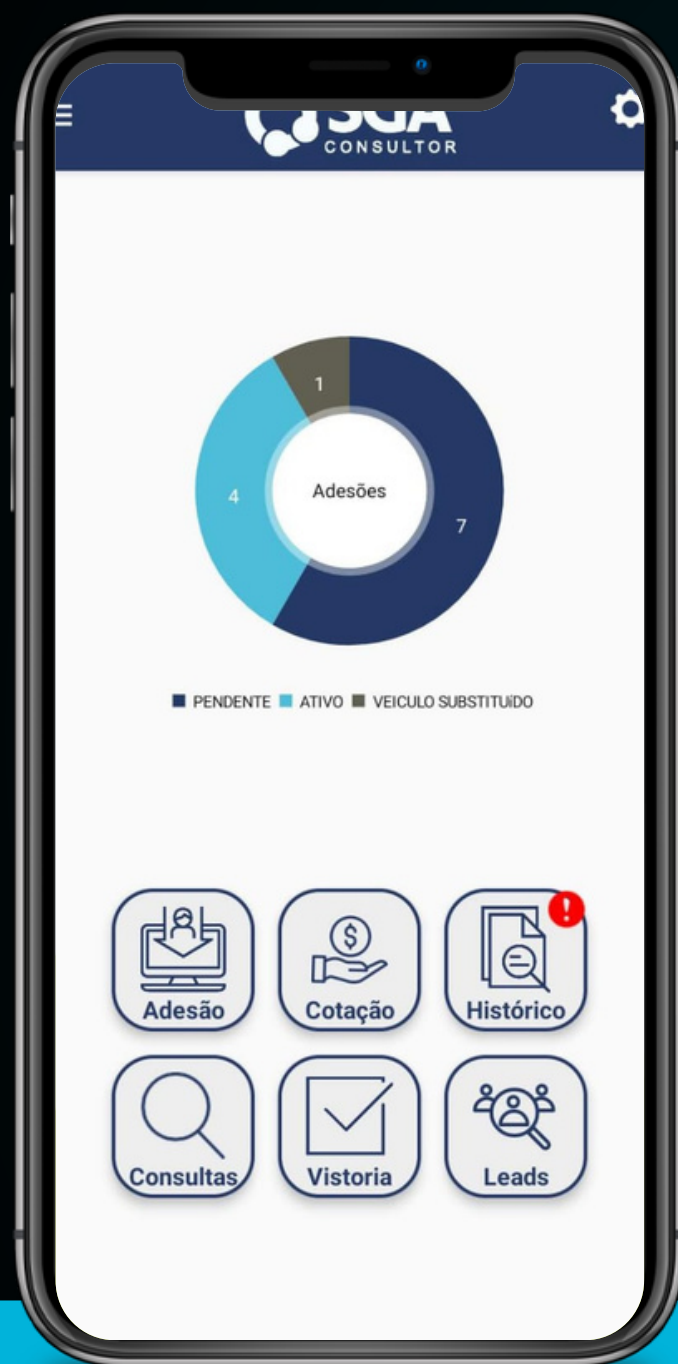 SGA
CONSULTOR
1
4
Adesões
7
PENDENTE ATIVO VEICULO SUBSTITUíDO
Adesão Cotação Histórico
Consultas Vistoria Leads